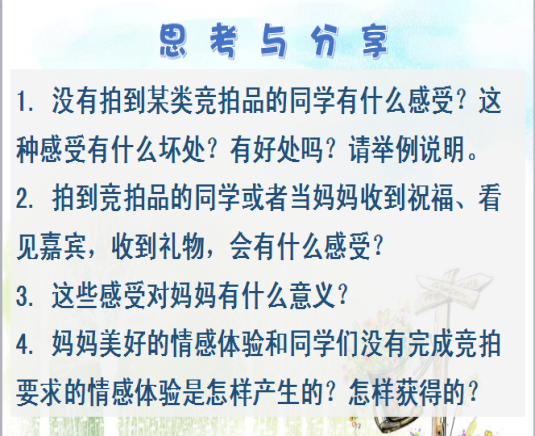 思考与分享
1. 没有拍到某类竞拍品的同学有什么感受？这
种感受有什么坏处？有好处吗？请举例说明。
2. 拍到竞拍品的同学或者当妈妈收到祝福、看
见嘉宾，收到礼物，会有什么感受？
3. 这些感受对妈妈有什么意义？
4. 妈妈美好的情感体验和同学们没有完成竞拍
要求的情感体验是怎样产生的？怎样获得的？